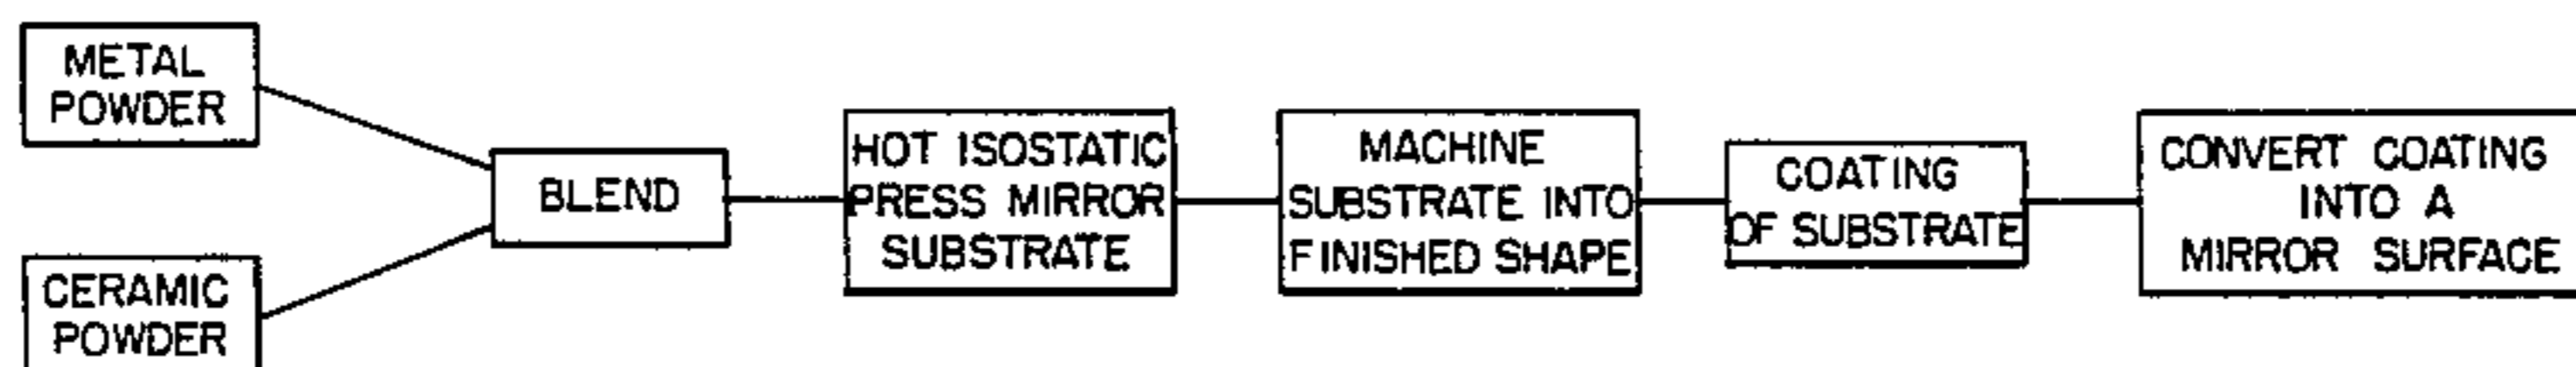 METAL
POWDER
CERAMIC
POWDER
BLEND
HOT ISOSTATIC
PRESS MIRROR
SUBSTRATE
MACHINE
SUBSTRATE INTO
FINISHED SHAPE
COATING
OF SUBSTRATE
CONVERT COATING
INTO A
MIRROR SURFACE